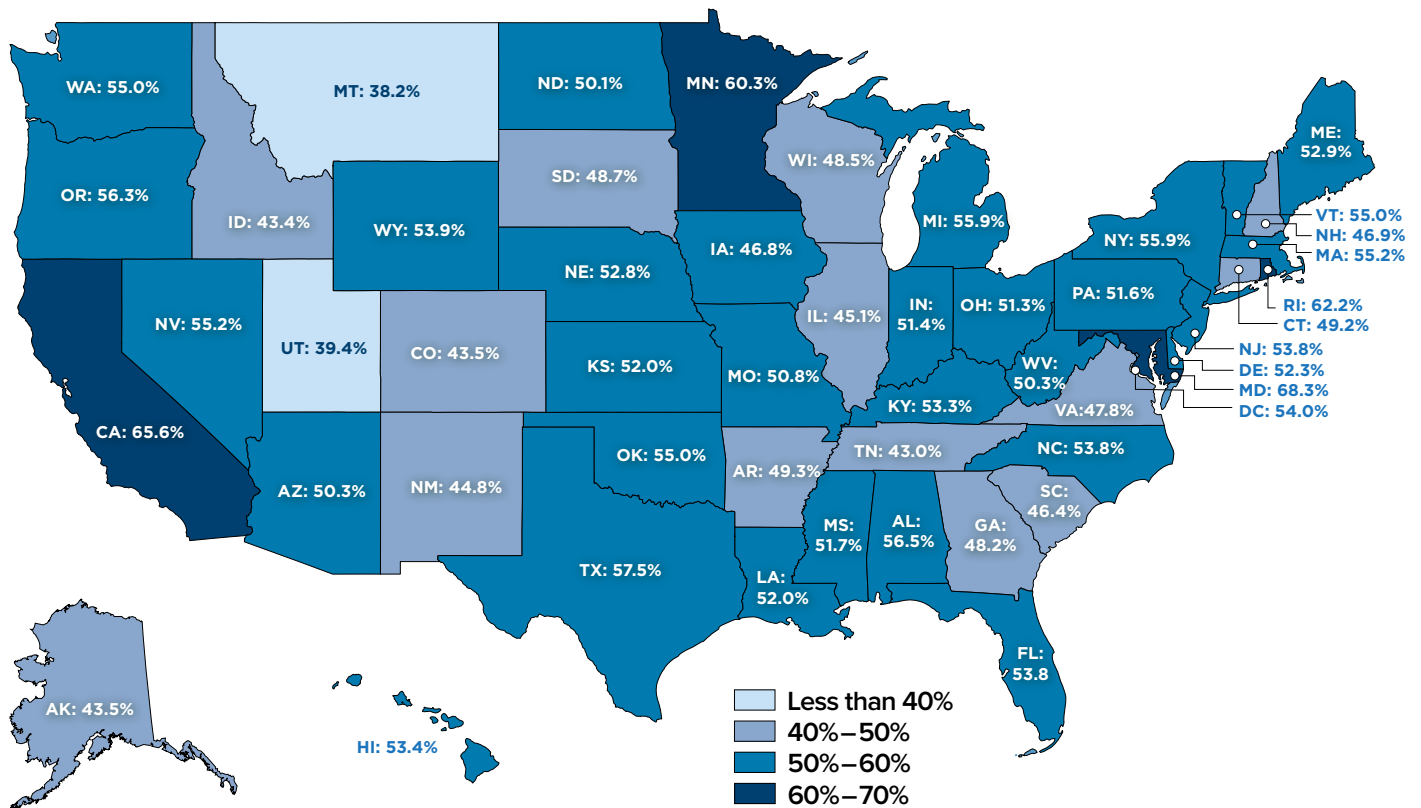 WA: 55.0%
MT: 38.2%
ND: 50.1%
MN: 60.3%
ME:
52.9%
OR: 56.3%
ID: 43.4%
WY: 53.9%
SD: 48.7%
WI: 48.5%
MI: 55.9%
NY: 55.9%
VT: 55.0%
NH: 46.9%
MA: 55.2%
NE: 52.8%
IA: 46.8%
NV: 55.2%
UT: 39.4%
CO: 43.5%
KS: 52.0%
MO: 50.8%
IL: 45.1%
IN:
51.4%
OH: 51.3%
PA: 51.6%
RI: 62.2%
CT: 49.2%
NJ: 53.8%
DE: 52.3%
MD: 68.3%
DC: 54.0%
WV:
50.3%
KY: 53.3%
VA:47.8%
CA: 65.6%
AZ: 50.3%
NM: 44.8%
OK: 55.0%
AR: 49.3%
TN: 43.0%
NC: 53.8%
SC:
46.4%
MS:
51.7%
AL:
56.5%
GA:
48.2%
TX: 57.5%
LA:
52.0%
FL:
53.8
AK: 43.5%
HI: 53.4%
Less than 40%
40%–50%
50%–60%
60%–70%